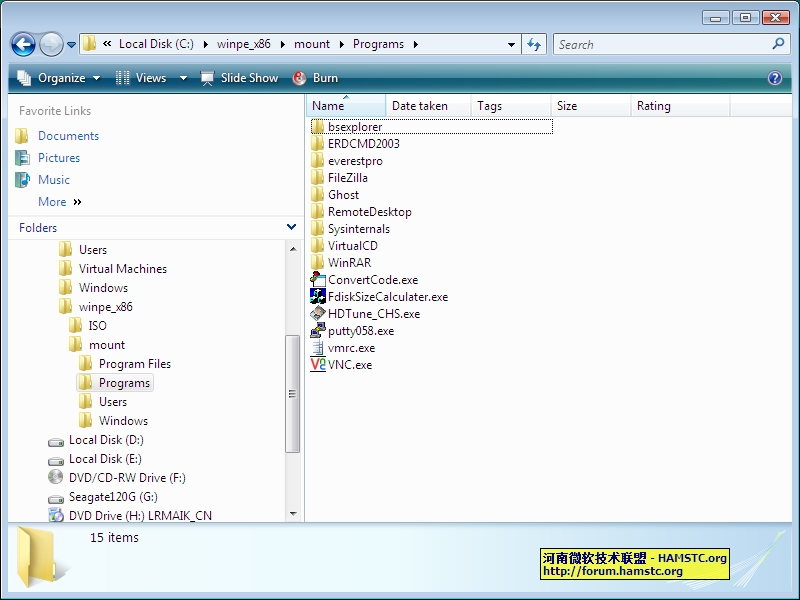 « Local Disk (C:) winpe_x86 mount Programs
Search
Organize Views Slide Show Burn
Favorite Links
Documents
Pictures
Music
More »
Folders
Users
Virtual Machines
Windows
winpe_x86
ISO
mount
Program Files
Programs
Users
Windows
Local Disk (D:)
Local Disk (E:)
DVD/CD-RW Drive (F:)
Seagate120G (G:)
DVD Drive (H:) LRMAIK_CN
Name Date taken Tags Size Rating
bsexplorer
ERDCMD2003
everestpro
FileZilla
Ghost
RemoteDesktop
Sysinternals
VirtualCD
WinRAR
ConvertCode.exe
FdiskSizeCalculater.exe
HDTune_CHS.exe
putty058.exe
vmrc.exe
VNC.exe
15 items
河南微软技术联盟 - HAMSTC.org
http://forum.hamstc.org